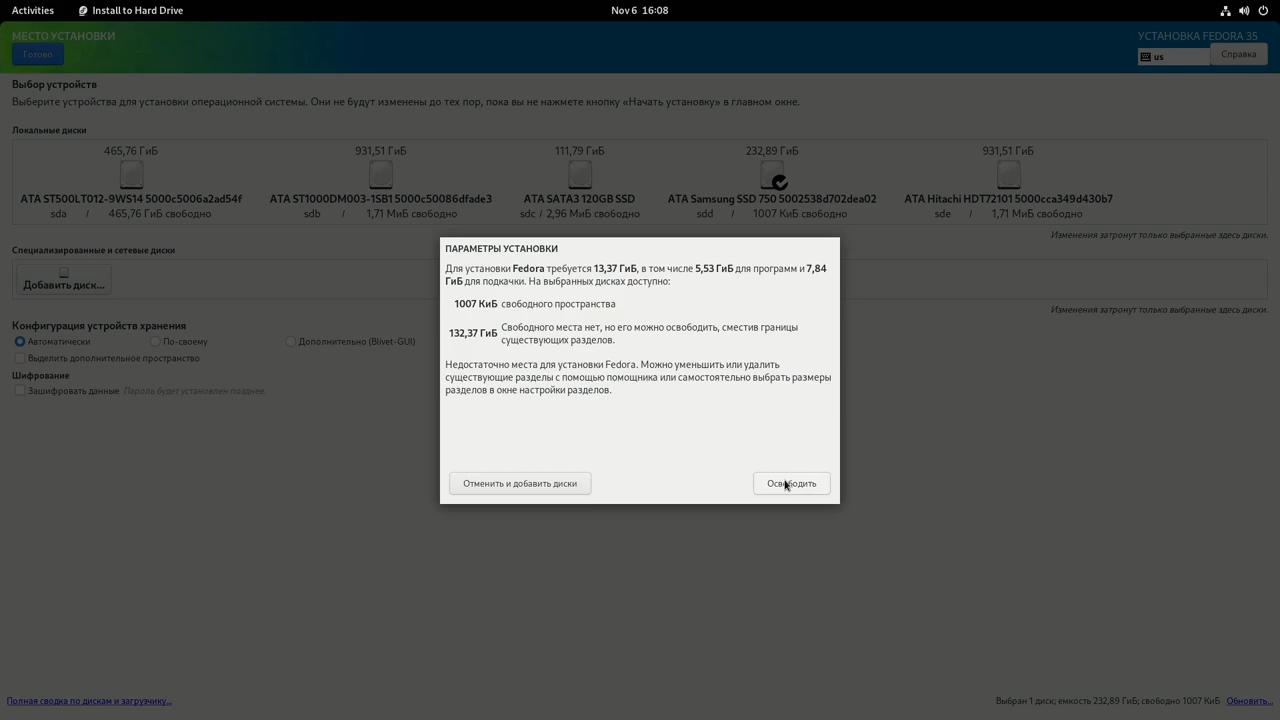 Activities Install to Hard Drive Nov 6 16:08
МЕСТО УСТАНОВКИ УСТАНОВКА FEDORA 35
Готово us Справка
Выбор устройств
Выберите устройства для установки операционной системы. Они не будут изменены до тех пор, пока вы не нажмете кнопку «Начать установку» в главном окне.
Локальные диски
465,76 ГиБ 931,51 ГиБ 111,79 ГиБ 232,89 ГиБ 931,51 ГиБ
ATA ST500LT012-9WS14 5000c5006a2ad54f ATA ST1000DM003-1SB1 5000c50086dfade3 ATA SATA3 120GB SSD ATA Samsung SSD 750 5002538d702dea02 ATA Hitachi HDT72101 5000cca349d430b7
sda / 465,76 ГиБ свободно sdb / 1,71 МиБ свободно sdc / 2,96 МиБ свободно sdd / 1007 КиБ свободно sde / 1,71 МиБ свободно
Изменения затронут только выбранные здесь диски.
Специализированные и сетевые диски
Добавить диск...
Изменения затронут только выбранные здесь диски.
Конфигурация устройств хранения
Автоматически По-своему Дополнительно (Blivet-GUI)
Выделить дополнительное пространство
Шифрование
Зашифровать данные Пароль будет установлен позднее.
ПАРАМЕТРЫ УСТАНОВКИ
Для установки Fedora требуется 13,37 ГиБ, в том числе 5,53 ГиБ для программ и 7,84
ГиБ для подкачки. На выбранных дисках доступно:
1007 КиБ свободного пространства
132,37 ГиБ Свободного места нет, но его можно освободить, сместив границы
существующих разделов.
Недостаточно места для установки Fedora. Можно уменьшить или удалить
существующие разделы с помощью помощника или самостоятельно выбрать размеры
разделов в окне настройки разделов.
Отменить и добавить диски Освободить
Полная сводка по дискам и загрузчику... Выбран 1 диск; емкость 232,89 ГиБ; свободно 1007 КиБ Обновить...